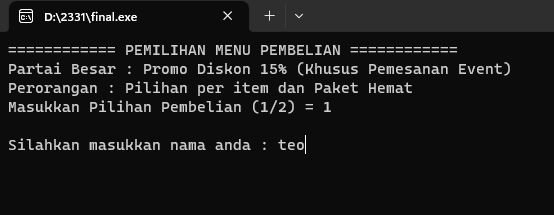 D:\2331\final.exe
============ PEMILIHAN MENU PEMBELIAN ============
Partai Besar : Promo Diskon 15% (Khusus Pemesanan Event)
Perorangan : Pilihan per item dan Paket Hemat
Masukkan Pilihan Pembelian (1/2) = 1
Silahkan masukkan nama anda : teo